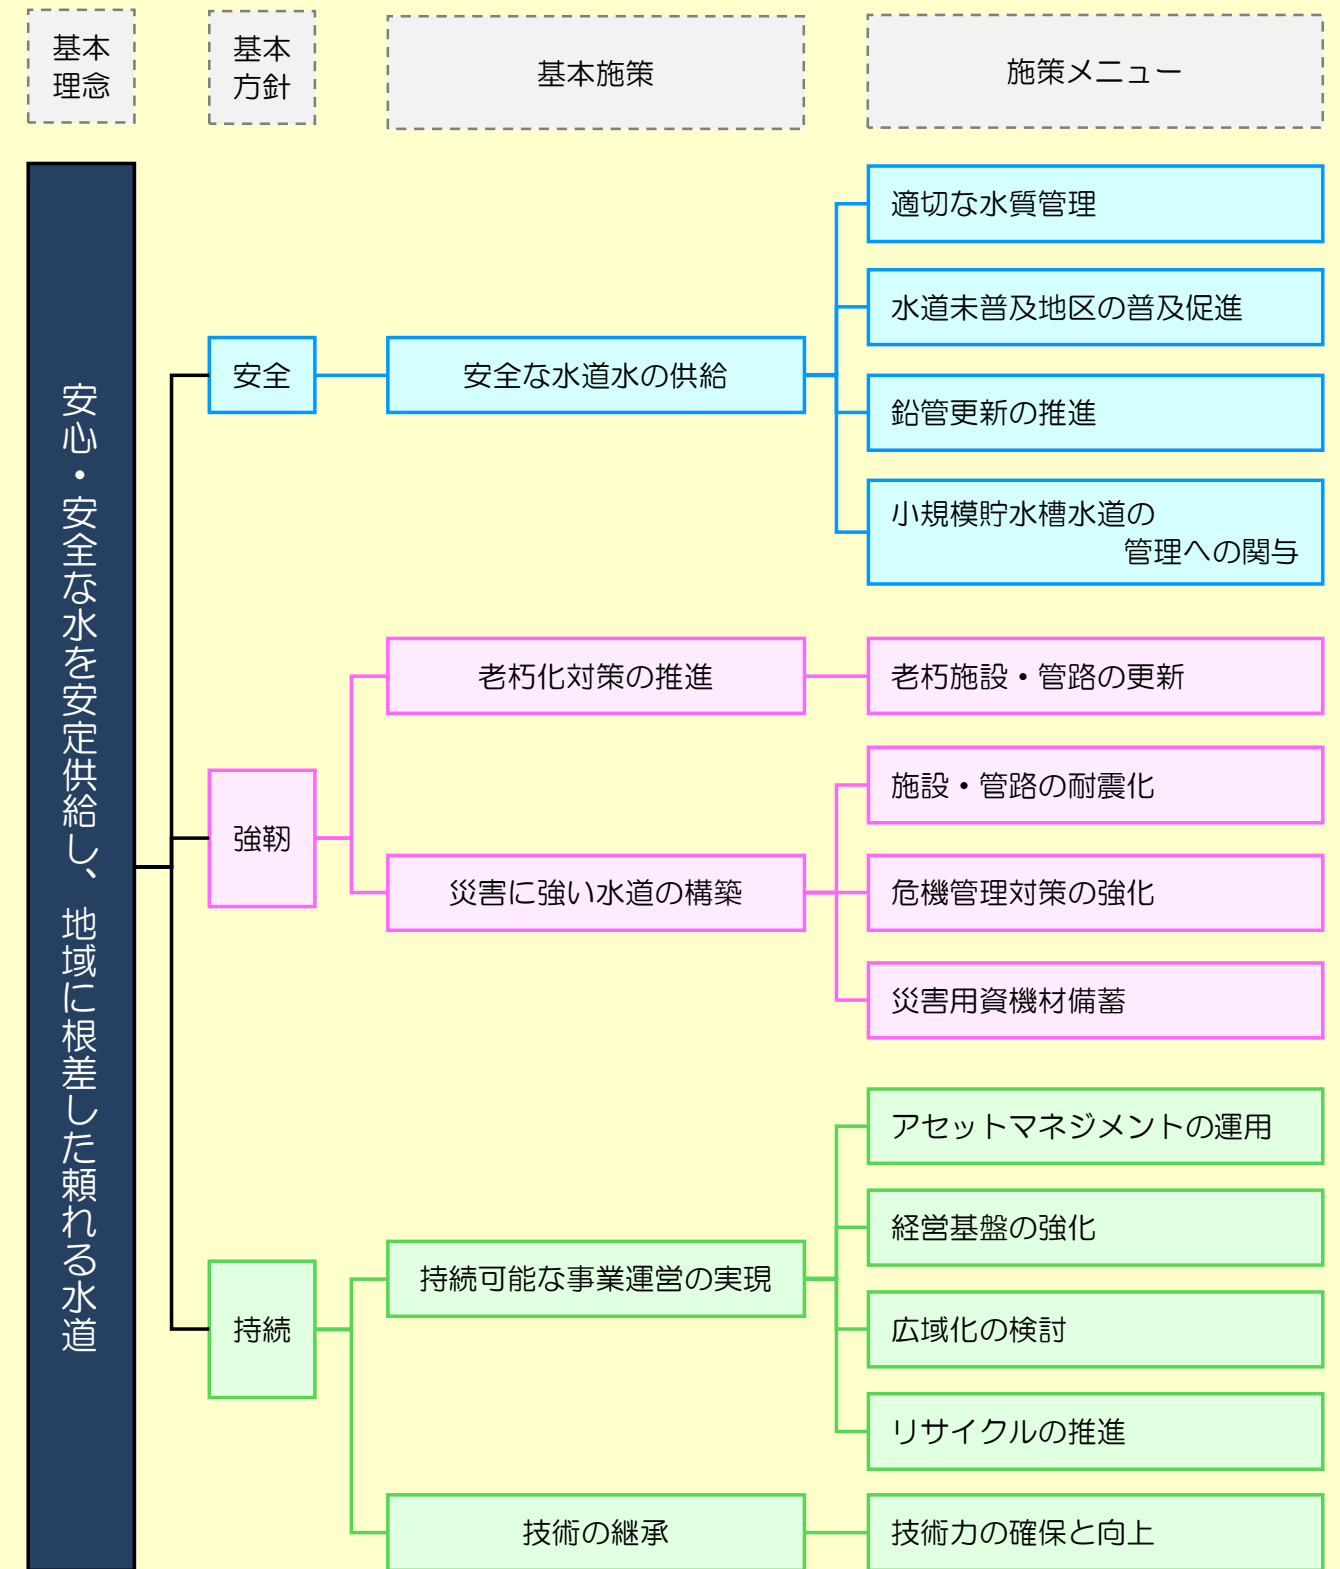 基本
理念
基本
方針
基本施策
施策メニュー
安心・安全な水を安定供給し、地域に根差した頼れる水道
安全
安全な水道水の供給
適切な水質管理
水道未普及地区の普及促進
鉛管更新の推進
小規模貯水槽水道の
管理への関与
強靭
老朽化対策の推進
老朽施設・管路の更新
災害に強い水道の構築
施設・管路の耐震化
危機管理対策の強化
災害用資機材備蓄
持続
持続可能な事業運営の実現
アセットマネジメントの運用
経営基盤の強化
広域化の検討
リサイクルの推進
技術の継承
技術力の確保と向上